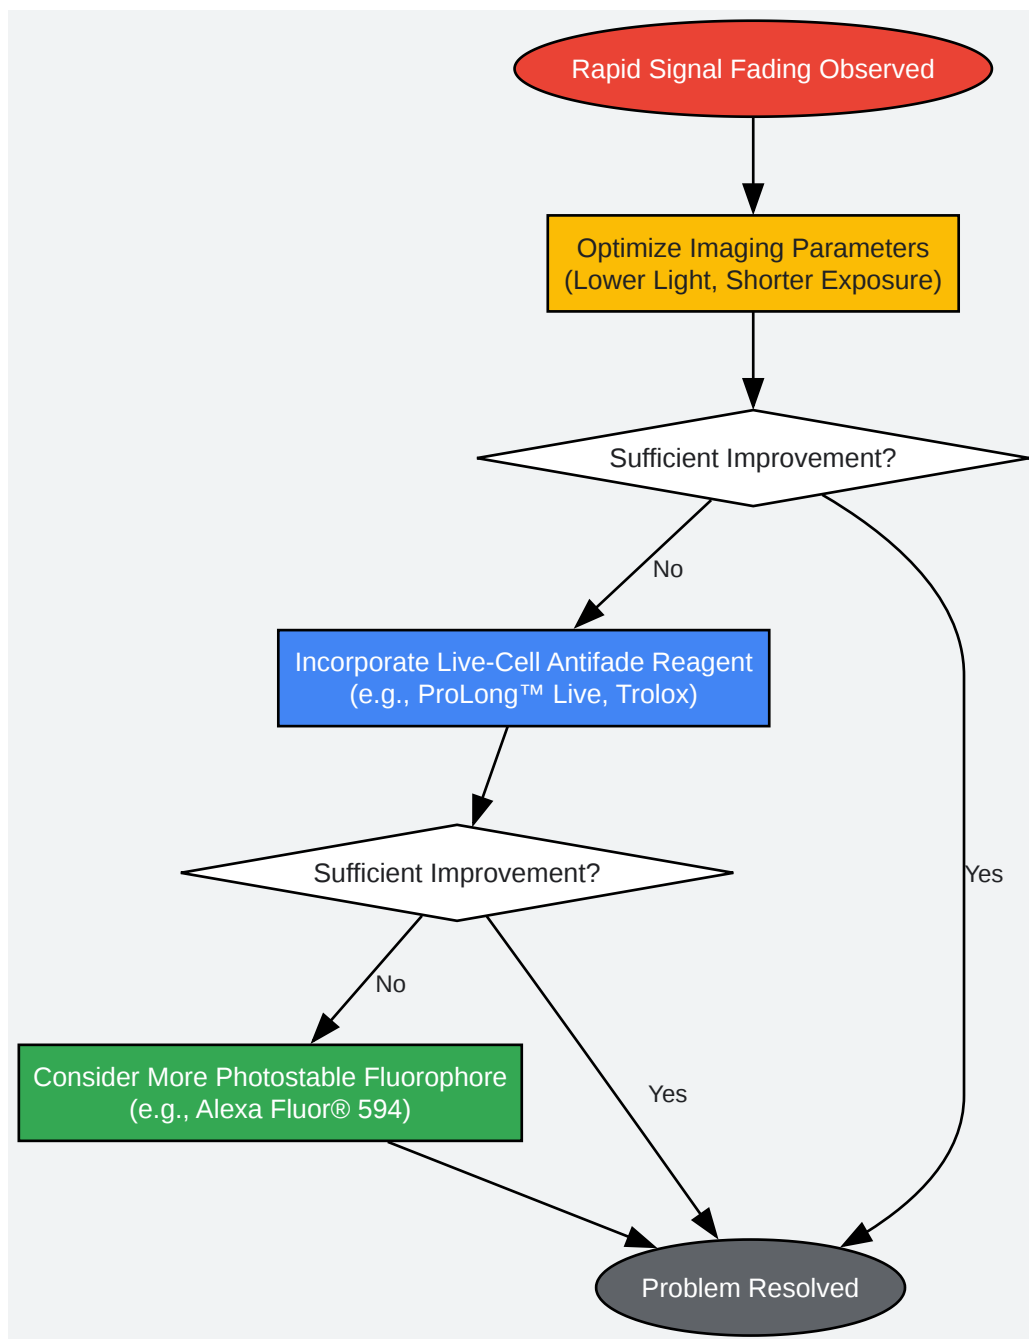 Rapid Signal Fading Observed
Optimize Imaging Parameters
(Lower Light, Shorter Exposure)
Sufficient Improvement?
No
Incorporate Live-Cell Antifade Reagent
(e.g., ProLong™ Live, Trolox)
Sufficient Improvement?
Yes
No
Consider More Photostable Fluorophore
(e.g., Alexa Fluor® 594)
Yes
Problem Resolved